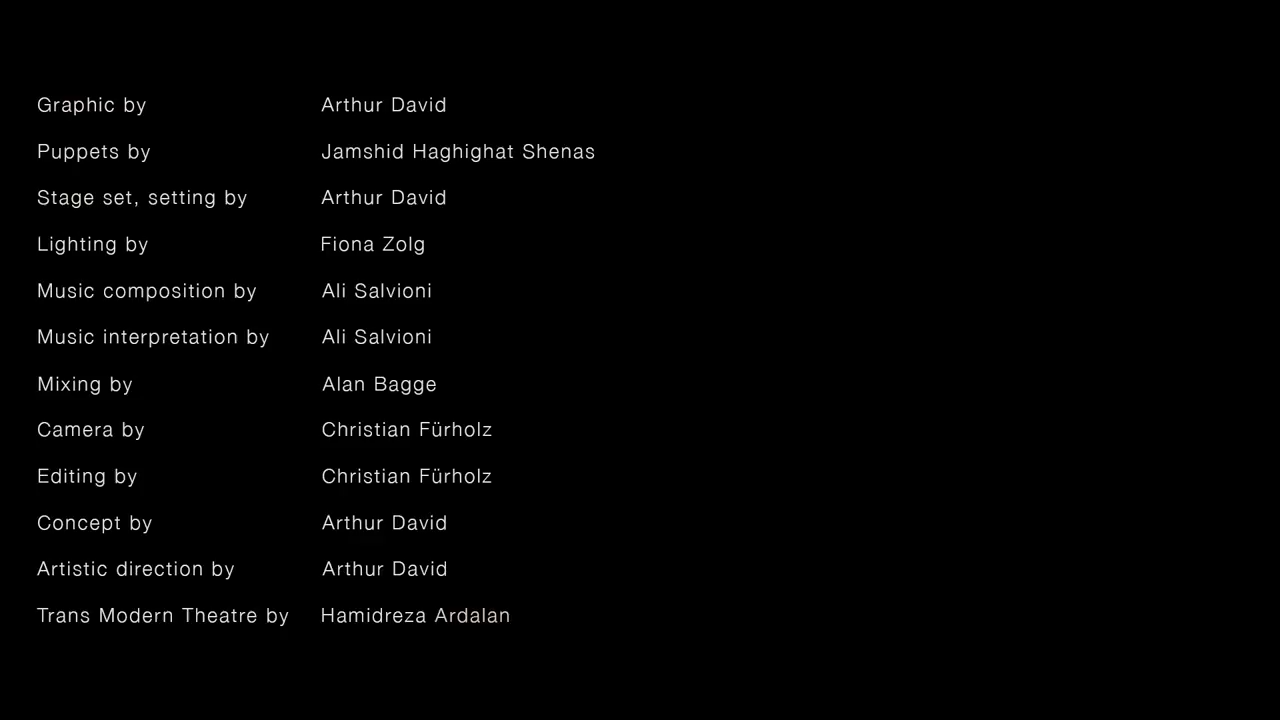 Graphic by Arthur David
Puppets by Jamshid Haghighat Shenas
Stage set, setting by Arthur David
Lighting by Fiona Zolg
Music composition by Ali Salvioni
Music interpretation by Ali Salvioni
Mixing by Alan Bagge
Camera by Christian Fürholz
Editing by Christian Fürholz
Concept by Arthur David
Artistic direction by Arthur David
Trans Modern Theatre by Hamidreza Ardalan